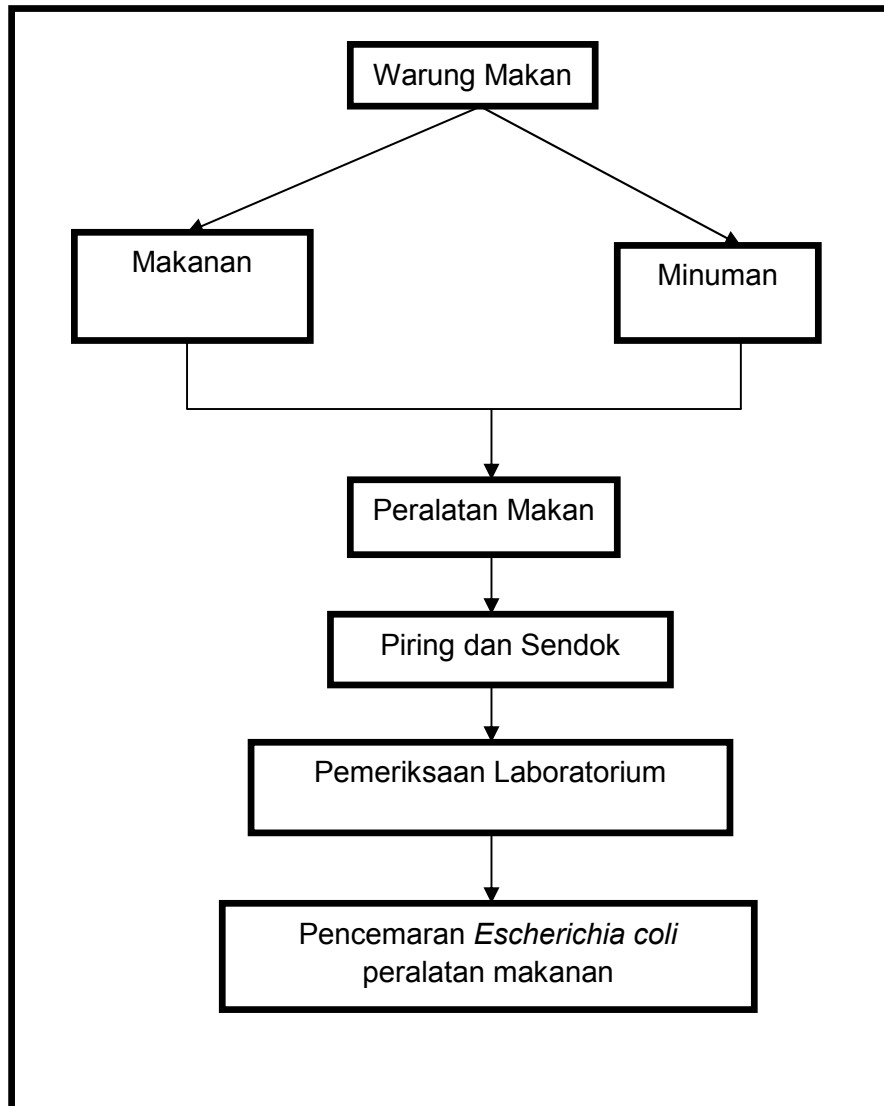 Warung Makan
Makanan
Minuman
Peralatan Makan
Piring dan Sendok
Pemeriksaan Laboratorium
Pencemaran Escherichia coli
peralatan makanan